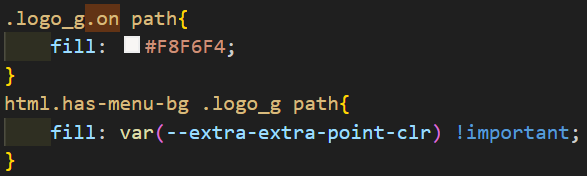 .logo_g.on path{
    fill: #F8F6F4;
}
html.has-menu-bg .logo_g path{
    fill: var(--extra-extra-point-clr) !important;
}